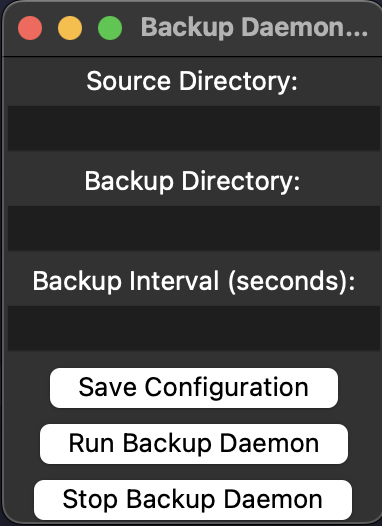 Backup Daemon...
Source Directory:
Backup Directory:
Backup Interval (seconds):
Save Configuration
Run Backup Daemon
Stop Backup Daemon